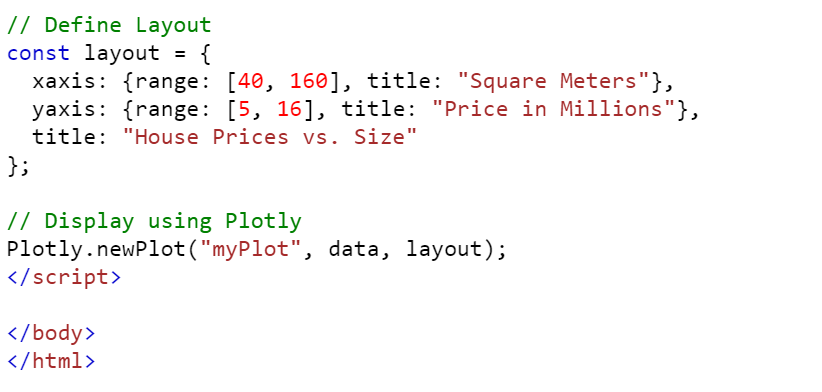 // Define Layout
const layout = {
  xaxis: {range: [40, 160], title: "Square Meters"},
  yaxis: {range: [5, 16], title: "Price in Millions"},
  title: "House Prices vs. Size"
};

// Display using Plotly
Plotly.newPlot("myPlot", data, layout);
</script>

</body>
</html>